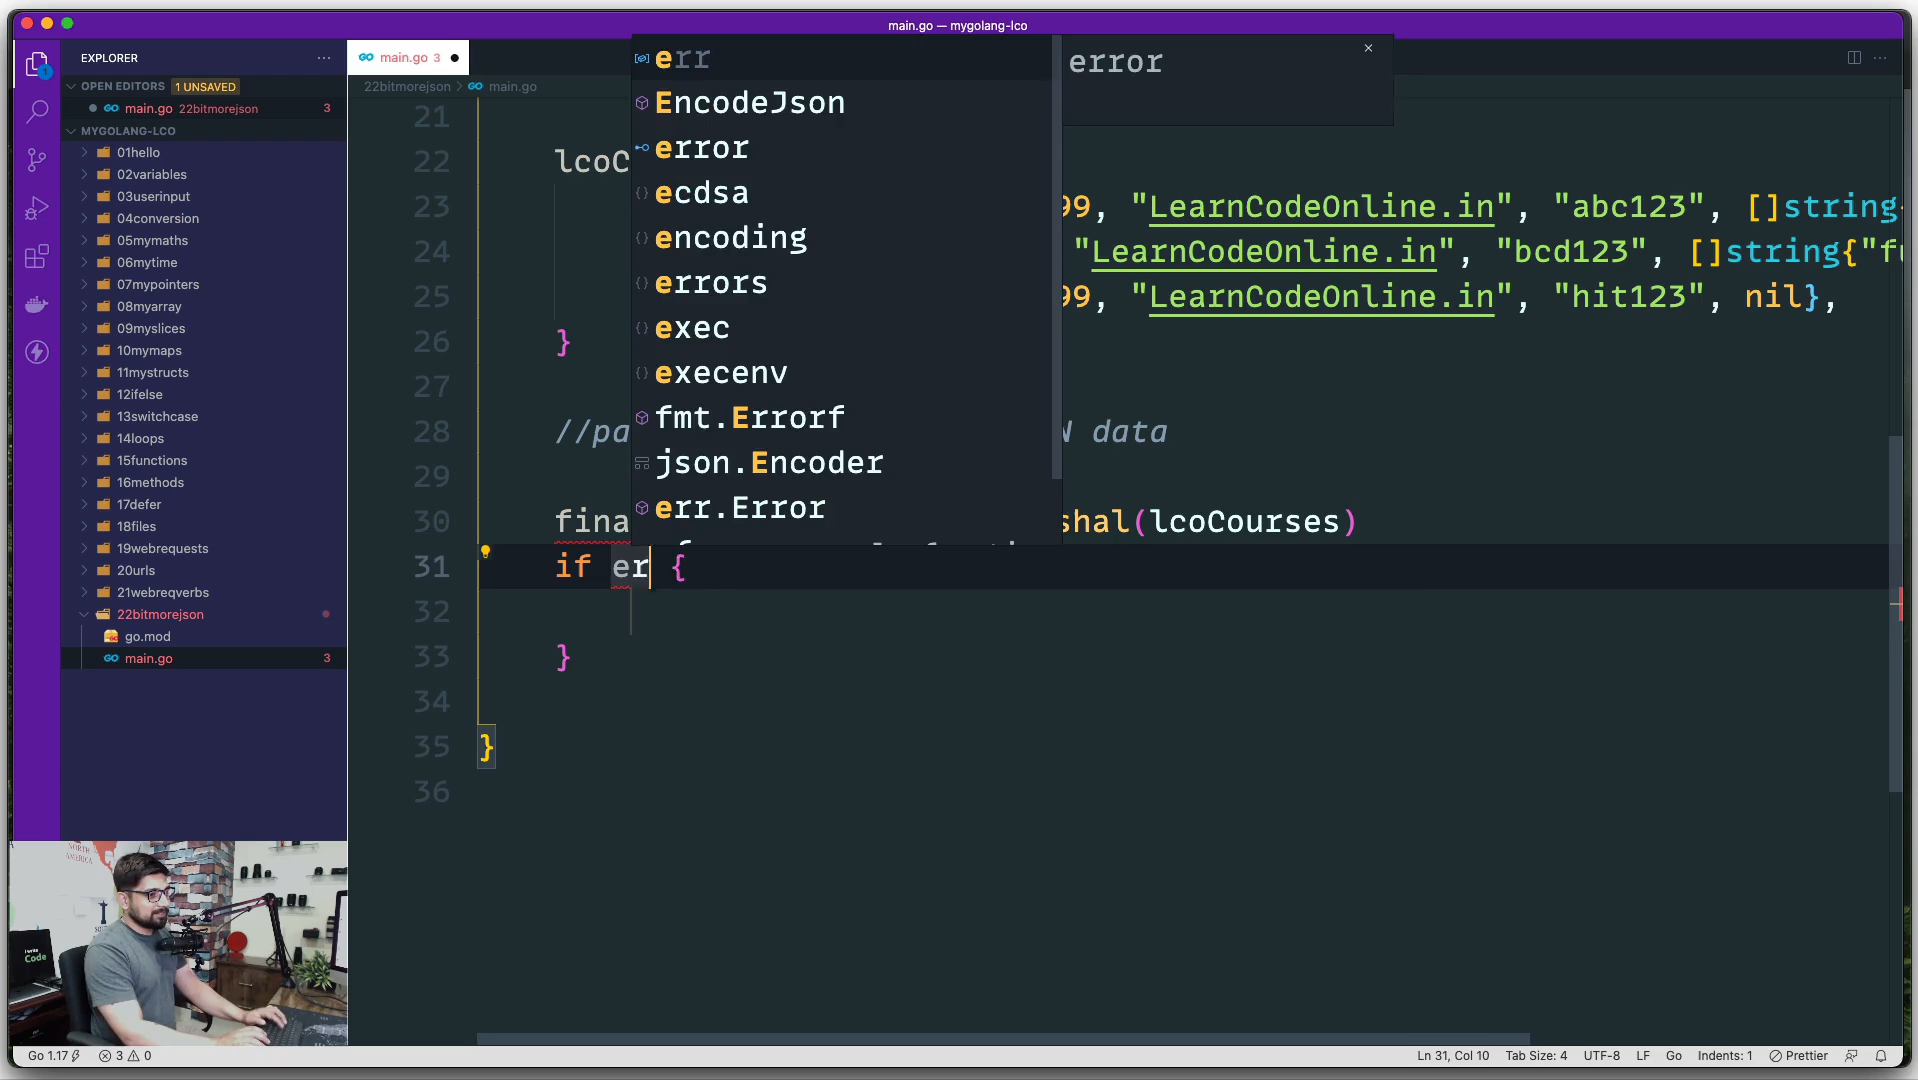 main.go — mygolang-lco
EXPLORER
OPEN EDITORS 1 UNSAVED
main.go 22bitmorejson 3
MYGOLANG-LCO
01hello
02variables
03userinput
04conversion
05mymaths
06mytime
07mypointers
08myarray
09myslices
10mymaps
11mystructs
12ifelse
13switchcase
14loops
15functions
16methods
17defer
18files
19webrequests
20urls
21webreqverbs
22bitmorejson
go.mod
main.go 3
main.go 3
22bitmorejson > main.go
err
EncodeJson
error
ecdsa
encoding
errors
exec
execenv
fmt.Errorf
json.Encoder
err.Error
error
21
22 lcoC
23 99, "LearnCodeOnline.in", "abc123", []string
24 "LearnCodeOnline.in", "bcd123", []string{"fu
25 99, "LearnCodeOnline.in", "hit123", nil},
26 }
27
28 //pa N data
29
30 fina shal(lcoCourses)
31 if er {
32
33 }
34
35 }
36
NORTH
AMERICA
I write
Code
1
Go 1.17
3 0
Ln 31, Col 10 Tab Size: 4 UTF-8 LF Go Indents: 1 Prettier